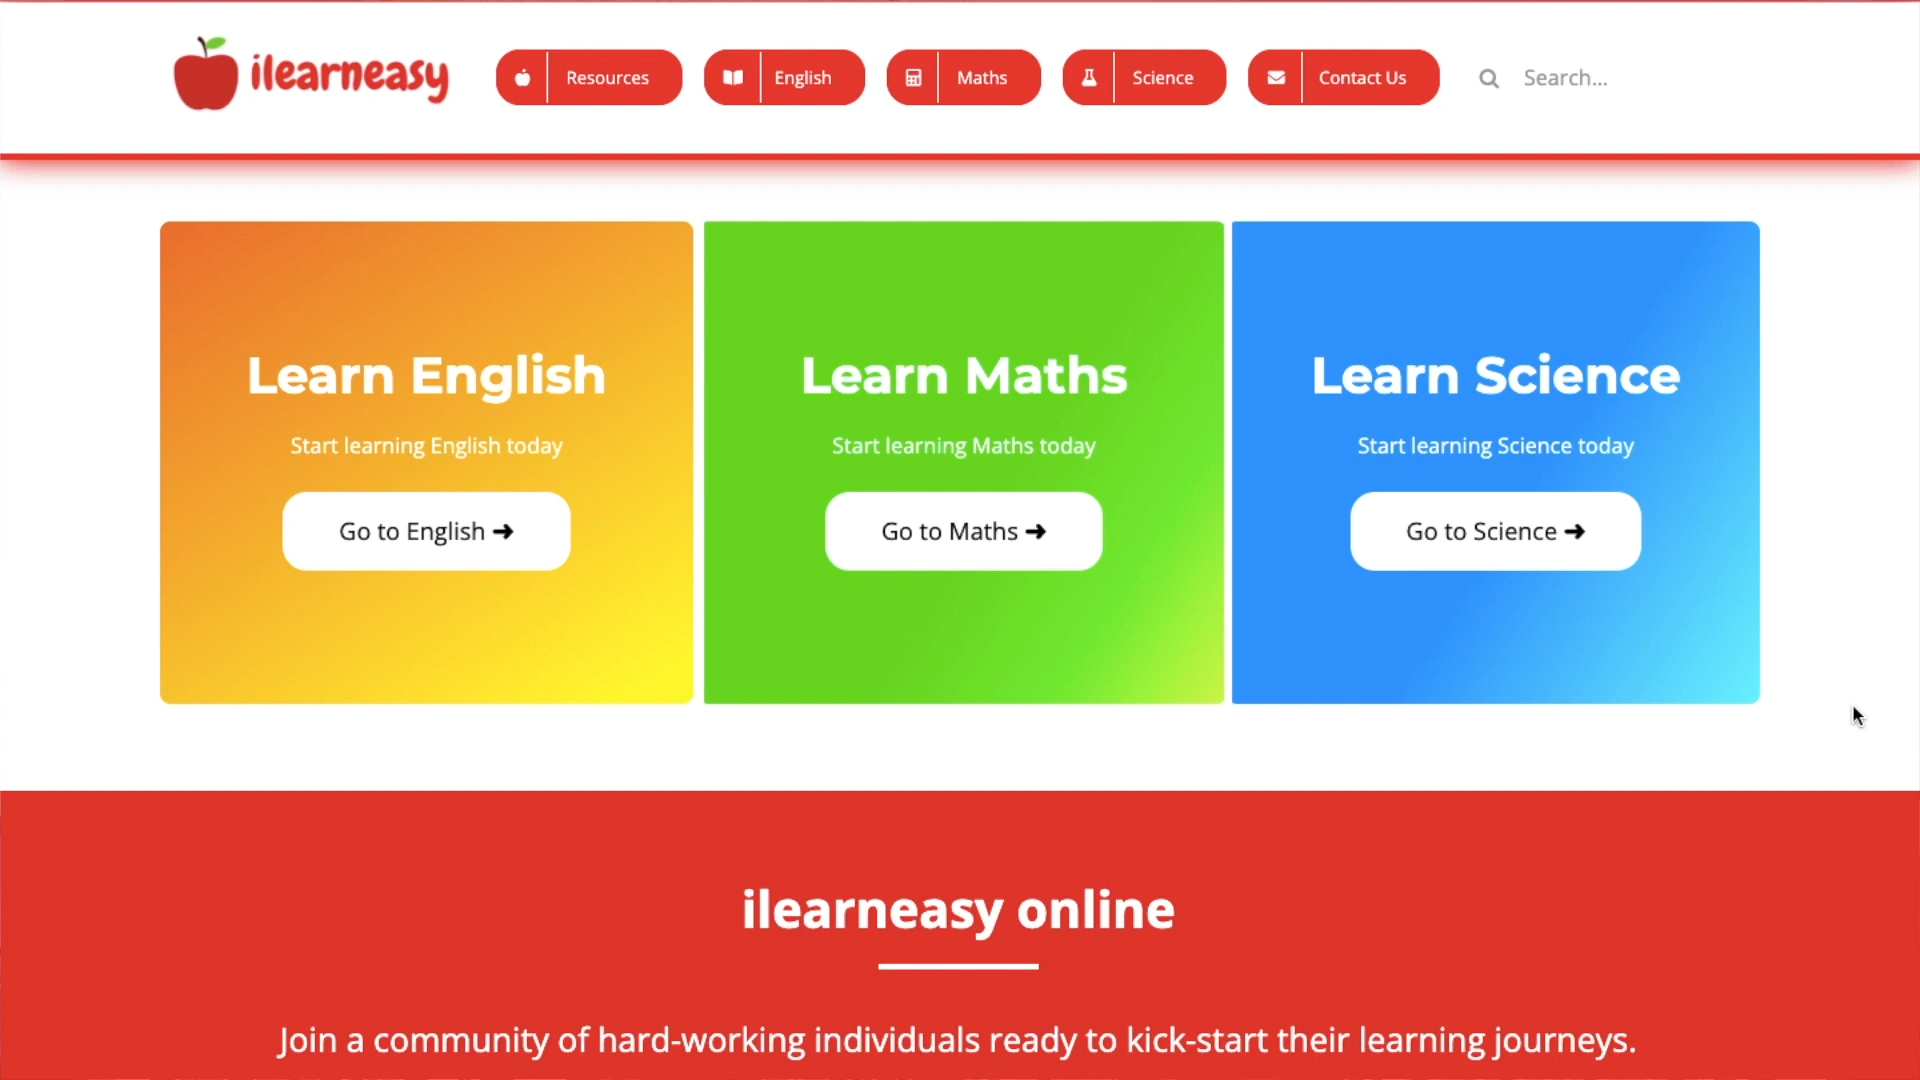 ilearneasy
Resources
English
Maths
Science
Contact Us
Search...
Learn English
Start learning English today
Go to English ➜
Learn Maths
Start learning Maths today
Go to Maths ➜
Learn Science
Start learning Science today
Go to Science ➜
ilearneasy online
Join a community of hard-working individuals ready to kick-start their learning journeys.